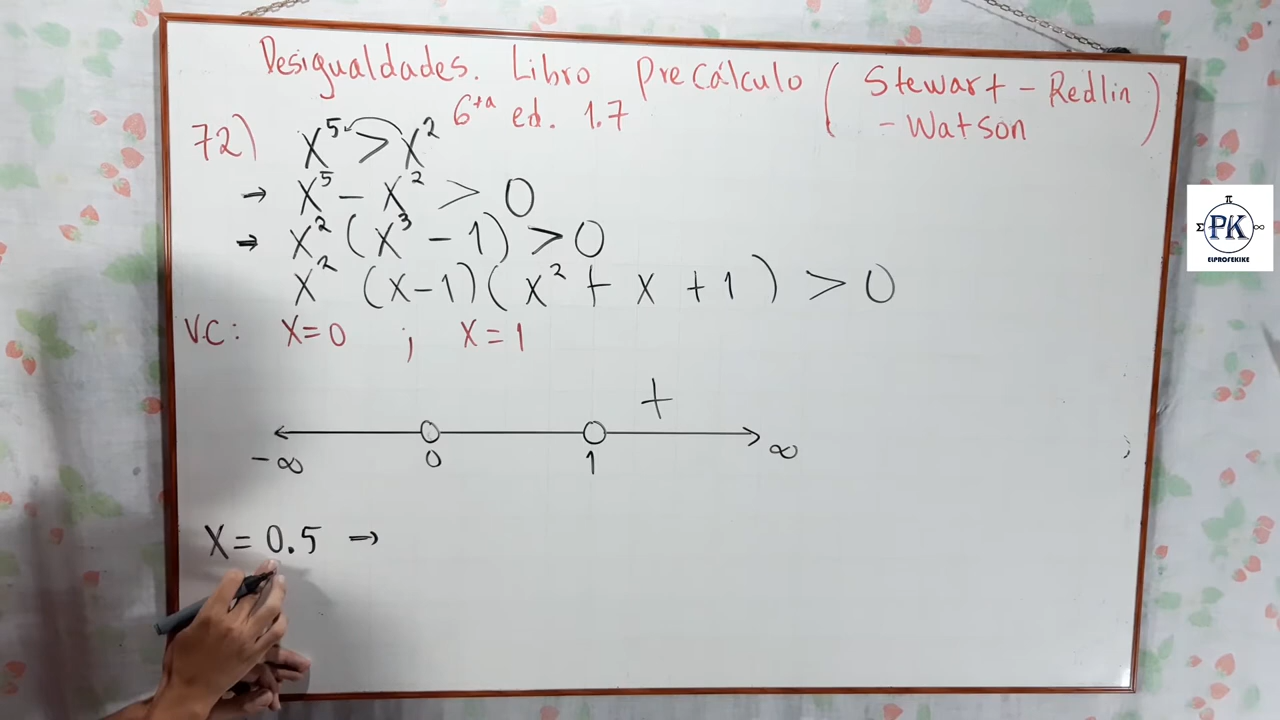 Desigualdades. Libro Precálculo (Stewart - Redlin
6ta ed. 1.7 - Watson)
72) X⁵ > X²
→ X⁵ - X² > 0
→ X² (X³ - 1) > 0
X² (X-1)(X² + X + 1) > 0
V.C: X=0 ; X=1
+
-∞ 0 1 ∞
X = 0.5 →
π
Σ PK ∞
ElPROFEKIKE